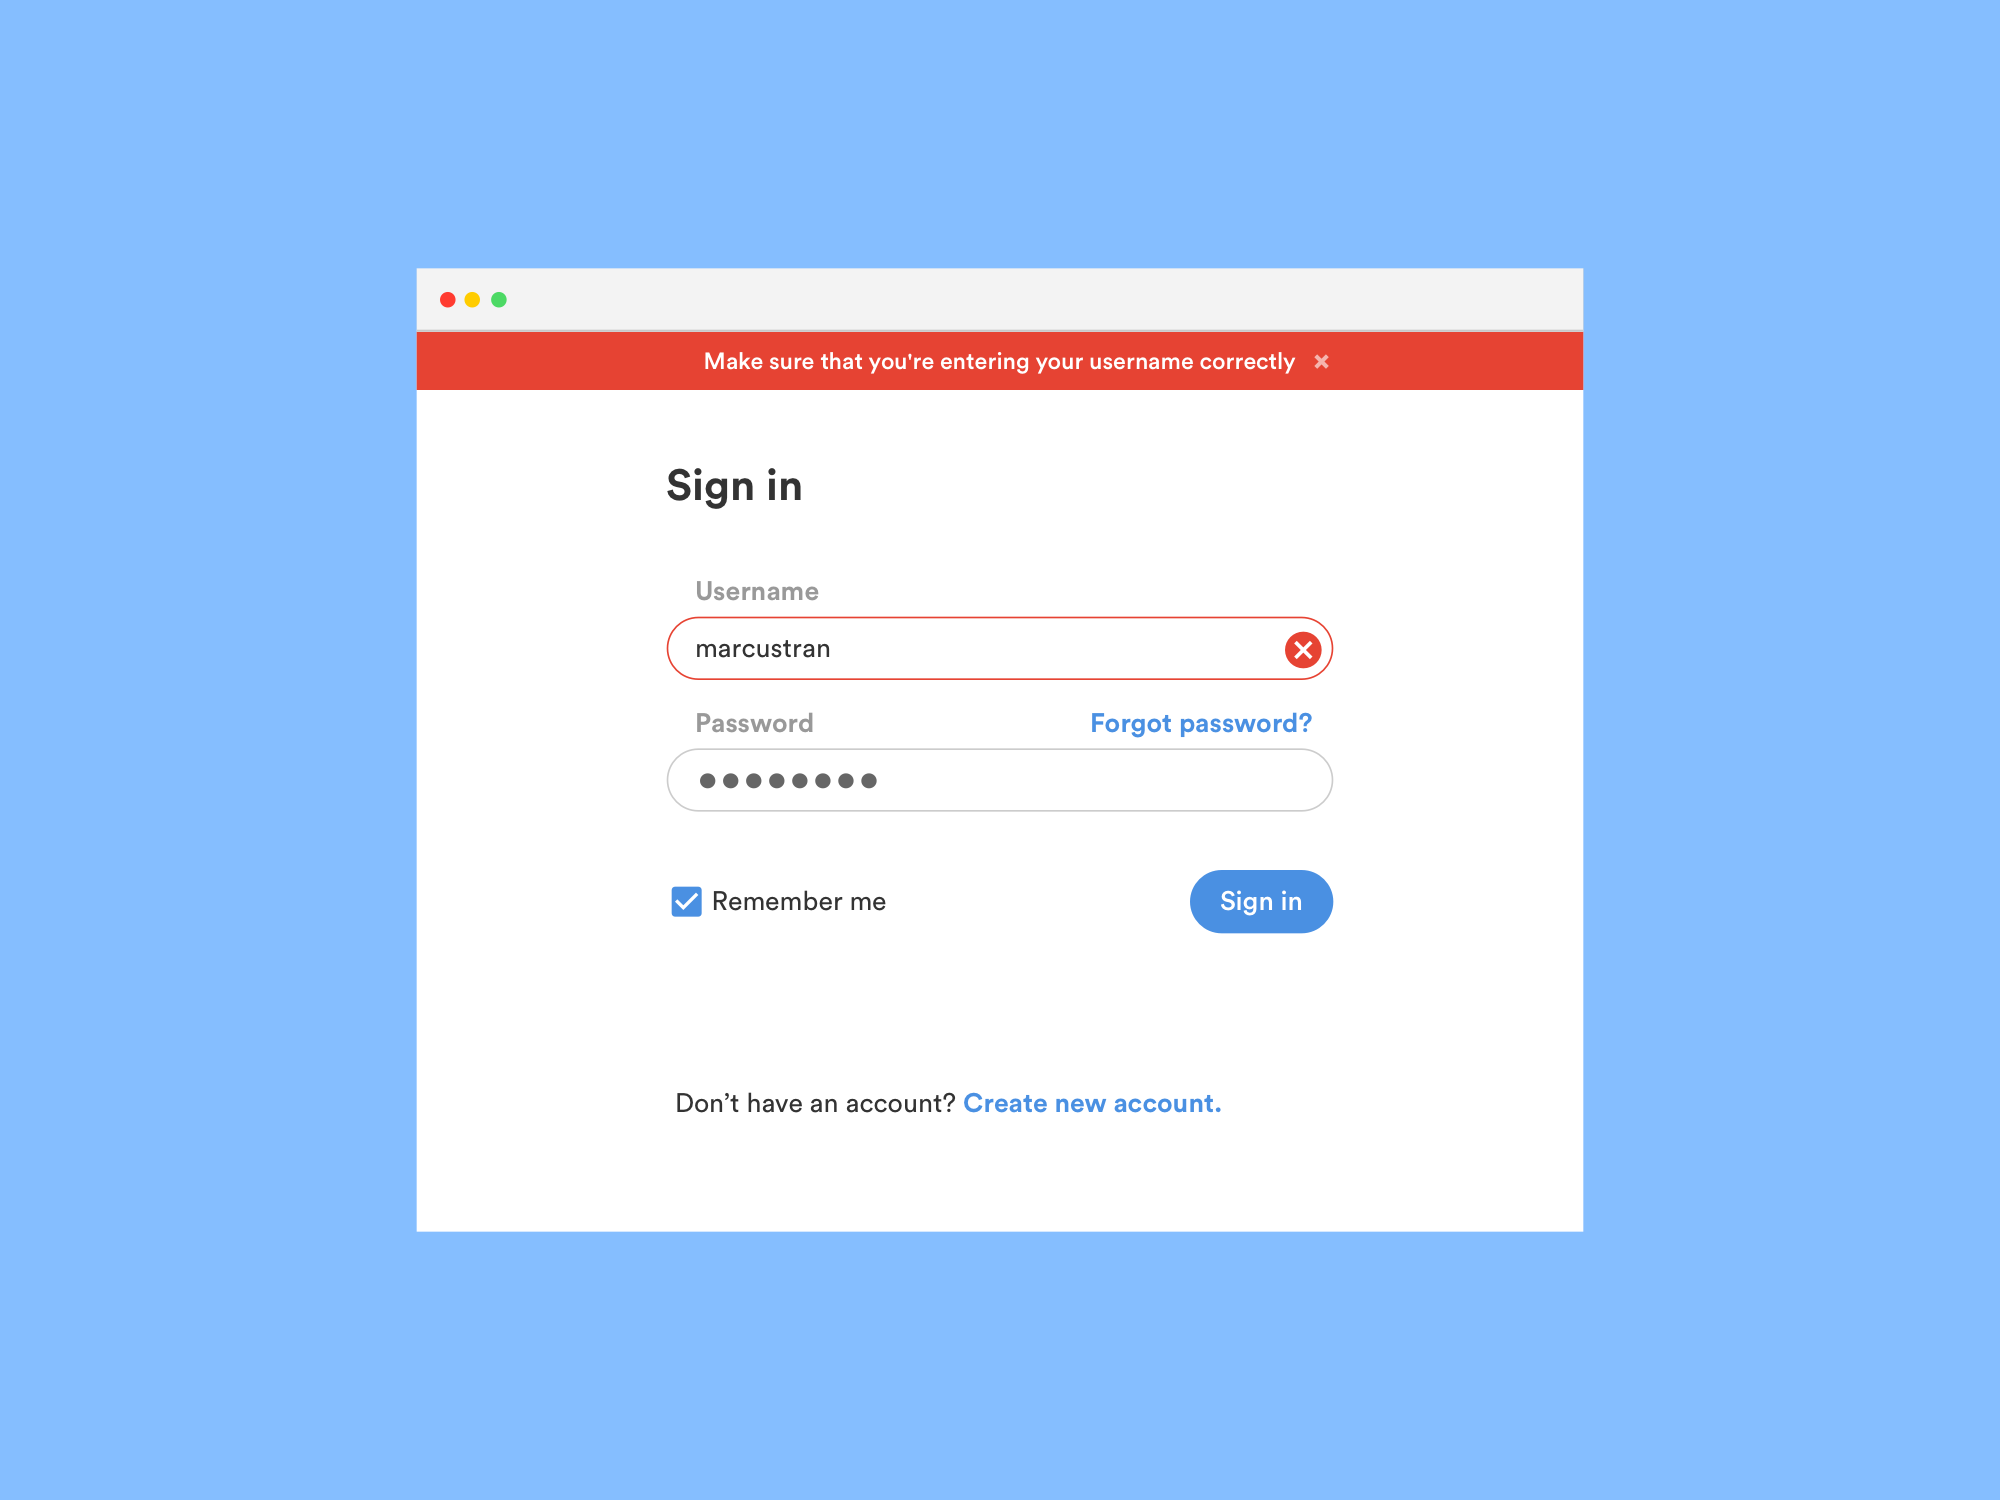 Make sure that you're entering your username correctly
Sign in
Username
marcustran
Password Forgot password?
Remember me Sign in
Don’t have an account? Create new account.